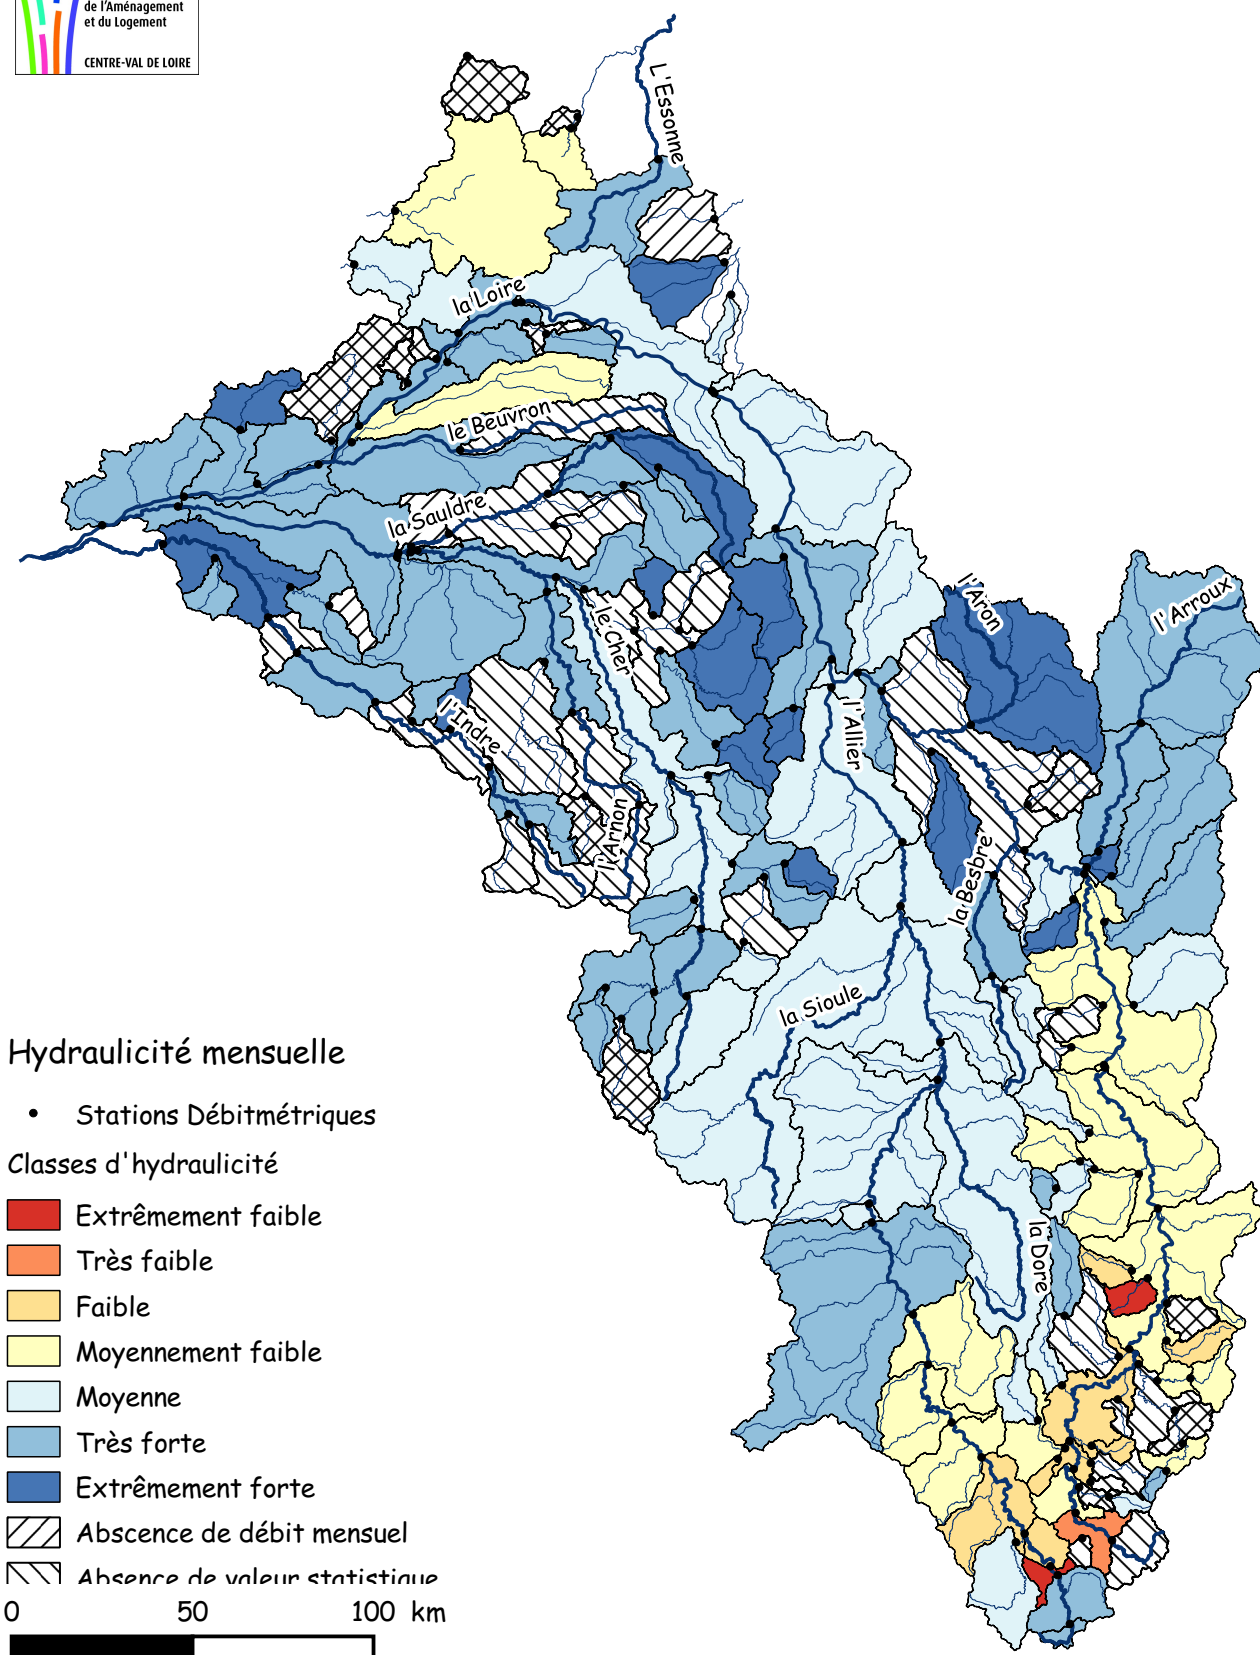 de l'Aménagement
et du Logement
CENTRE-VAL DE LOIRE
L'Essonne
la Loire
le Beuvron
la Sauldre
le Cher
l'Aron
l'Arroux
l'Indre
l'Allier
l'Arnon
la Besbre
la Sioule
la Dore
Hydraulicité mensuelle
Stations Débitmétriques
Classes d'hydraulicité
Extrêmement faible
Très faible
Faible
Moyennement faible
Moyenne
Très forte
Extrêmement forte
Abscence de débit mensuel
Absence de valeur statistique
0 50 100 km